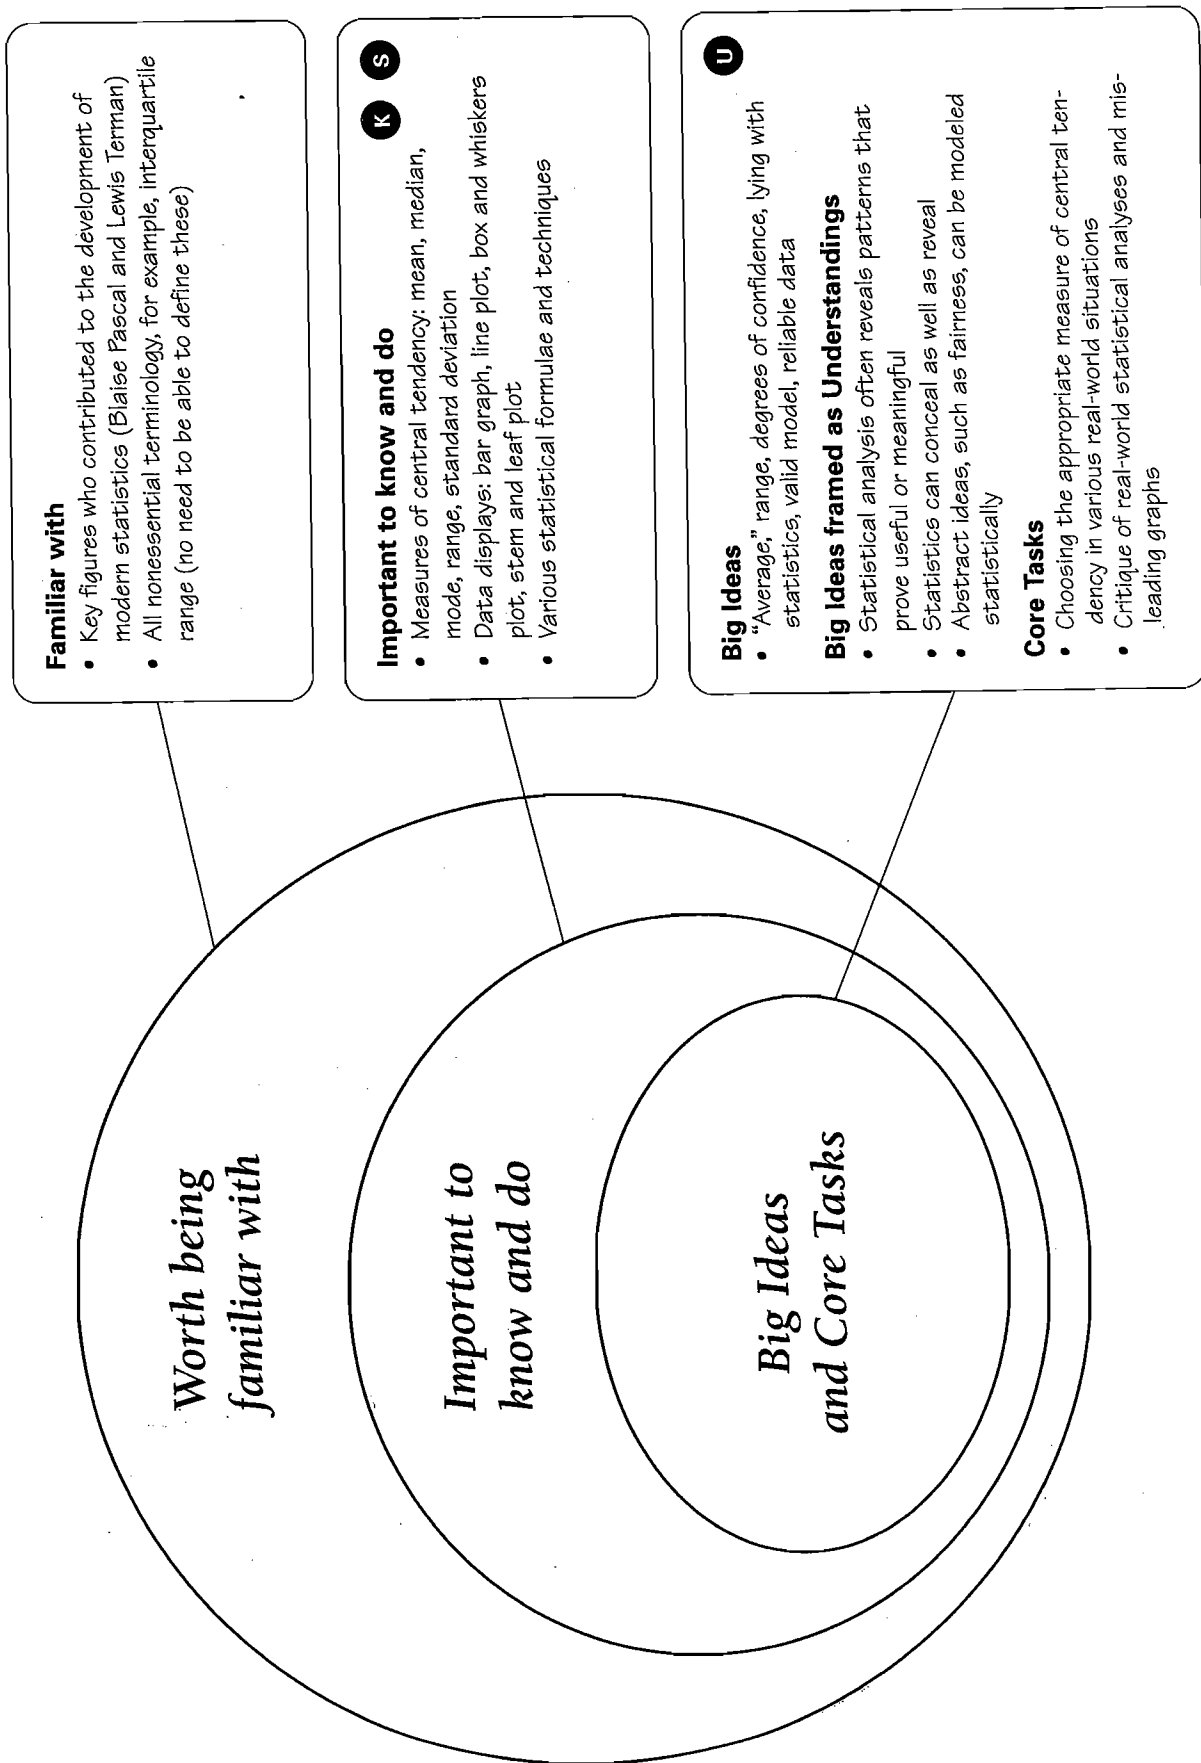 Worth being
familiar with
Important to
know and do
Big Ideas
and Core Tasks
Familiar with
• Key figures who contributed to the development of
modern statistics (Blaise Pascal and Lewis Terman)
• All nonessential terminology, for example, interquartile
range (no need to be able to define these)
K S
Important to know and do
• Measures of central tendency: mean, median,
mode, range, standard deviation
• Data displays: bar graph, line plot, box and whiskers
plot, stem and leaf plot
• Various statistical formulae and techniques
U
Big Ideas
• “Average,” range, degrees of confidence, lying with
statistics, valid model, reliable data
Big Ideas framed as Understandings
• Statistical analysis often reveals patterns that
prove useful or meaningful
• Statistics can conceal as well as reveal
• Abstract ideas, such as fairness, can be modeled
statistically
Core Tasks
• Choosing the appropriate measure of central ten-
dency in various real-world situations
• Critique of real-world statistical analyses and mis-
leading graphs